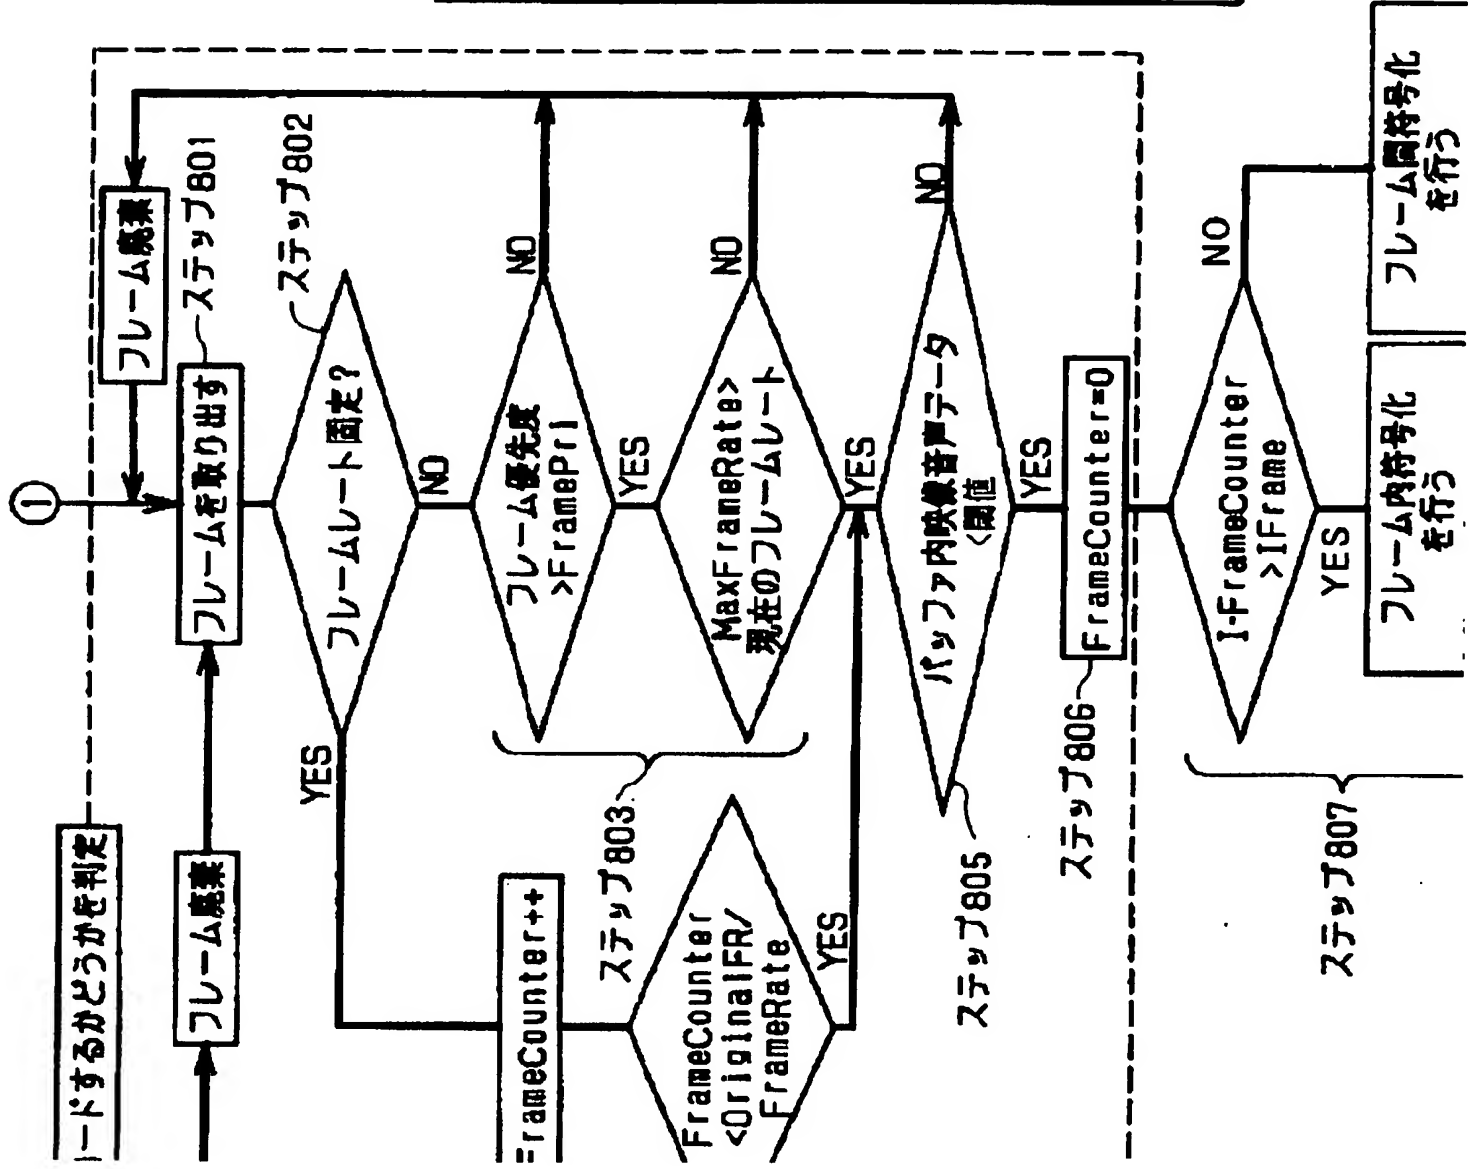 ①
ードするかどうかを判定
フレーム廃棄
フレーム廃棄
フレームを取り出す
ステップ801
フレームレート固定?
ステップ802
YES
NO
フレーム優先度
>FramePri
NO
YES
MaxFrameRate>
現在のフレームレート
NO
YES
ステップ803
FrameCounter++
FrameCounter
<OriginalFR/
FrameRate
YES
バッファ内映像音声データ
<閾値
NO
YES
ステップ805
FrameCounter=0
ステップ806
I-FrameCounter
>IFrame
NO
YES
ステップ807
フレーム内符号化
を行う
フレーム間符号化
を行う